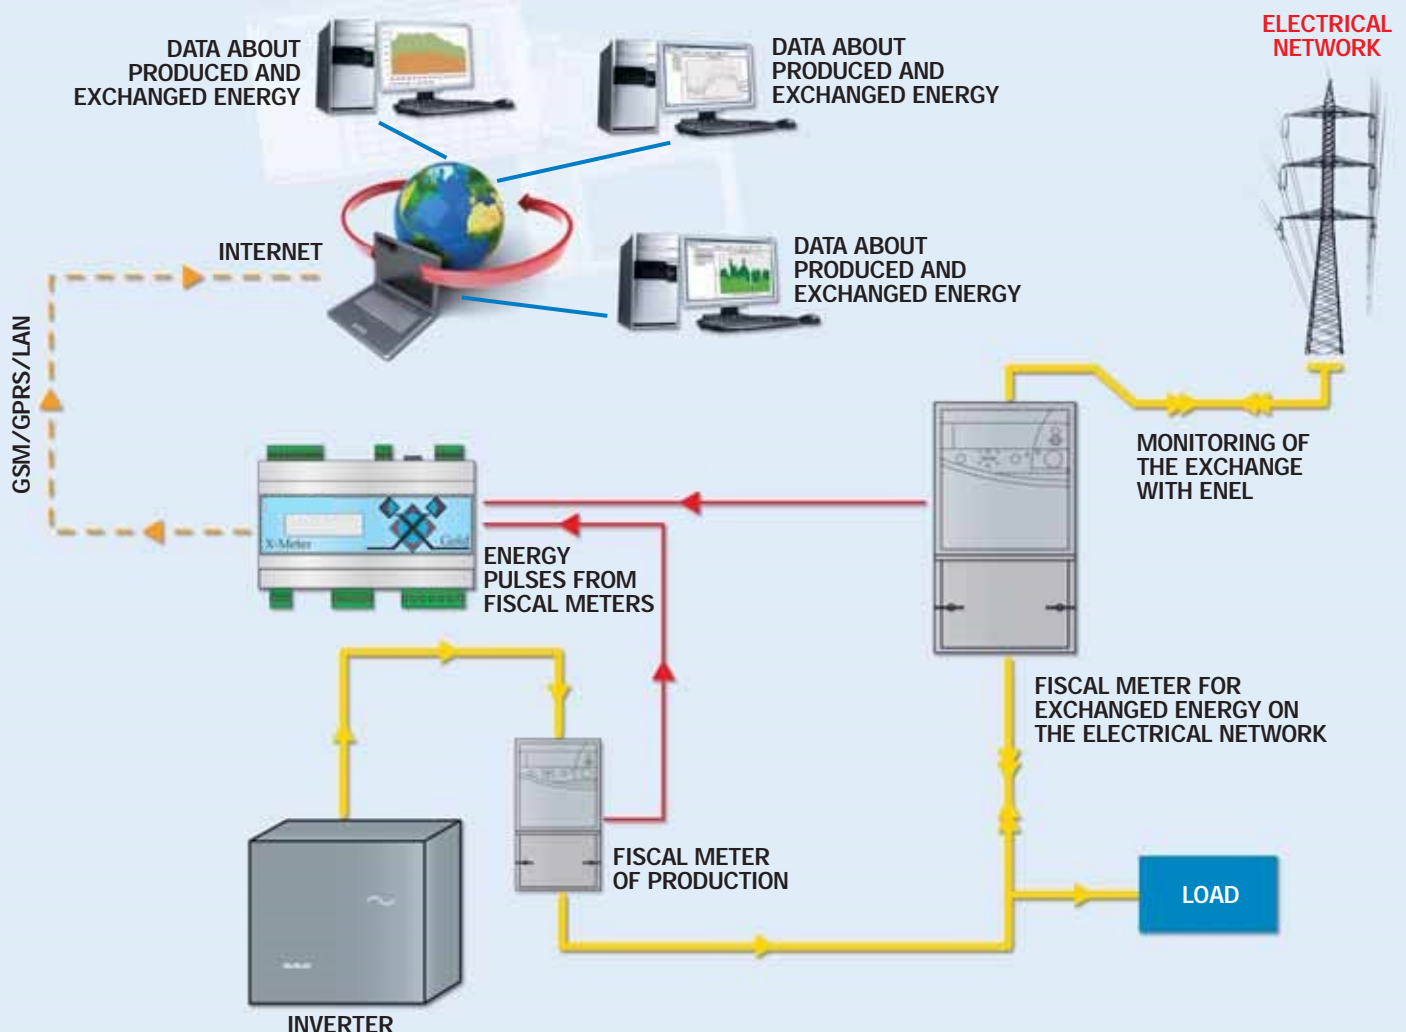 ELECTRICAL
NETWORK
DATA ABOUT
PRODUCED AND
EXCHANGED ENERGY
DATA ABOUT
PRODUCED AND
EXCHANGED ENERGY
INTERNET
DATA ABOUT
PRODUCED AND
EXCHANGED ENERGY
GSM/GPRS/LAN
MONITORING OF
THE EXCHANGE
WITH ENEL
X-Meter Gold
ENERGY
PULSES FROM
FISCAL METERS
FISCAL METER FOR
EXCHANGED ENERGY ON
THE ELECTRICAL NETWORK
FISCAL METER
OF PRODUCTION
LOAD
INVERTER